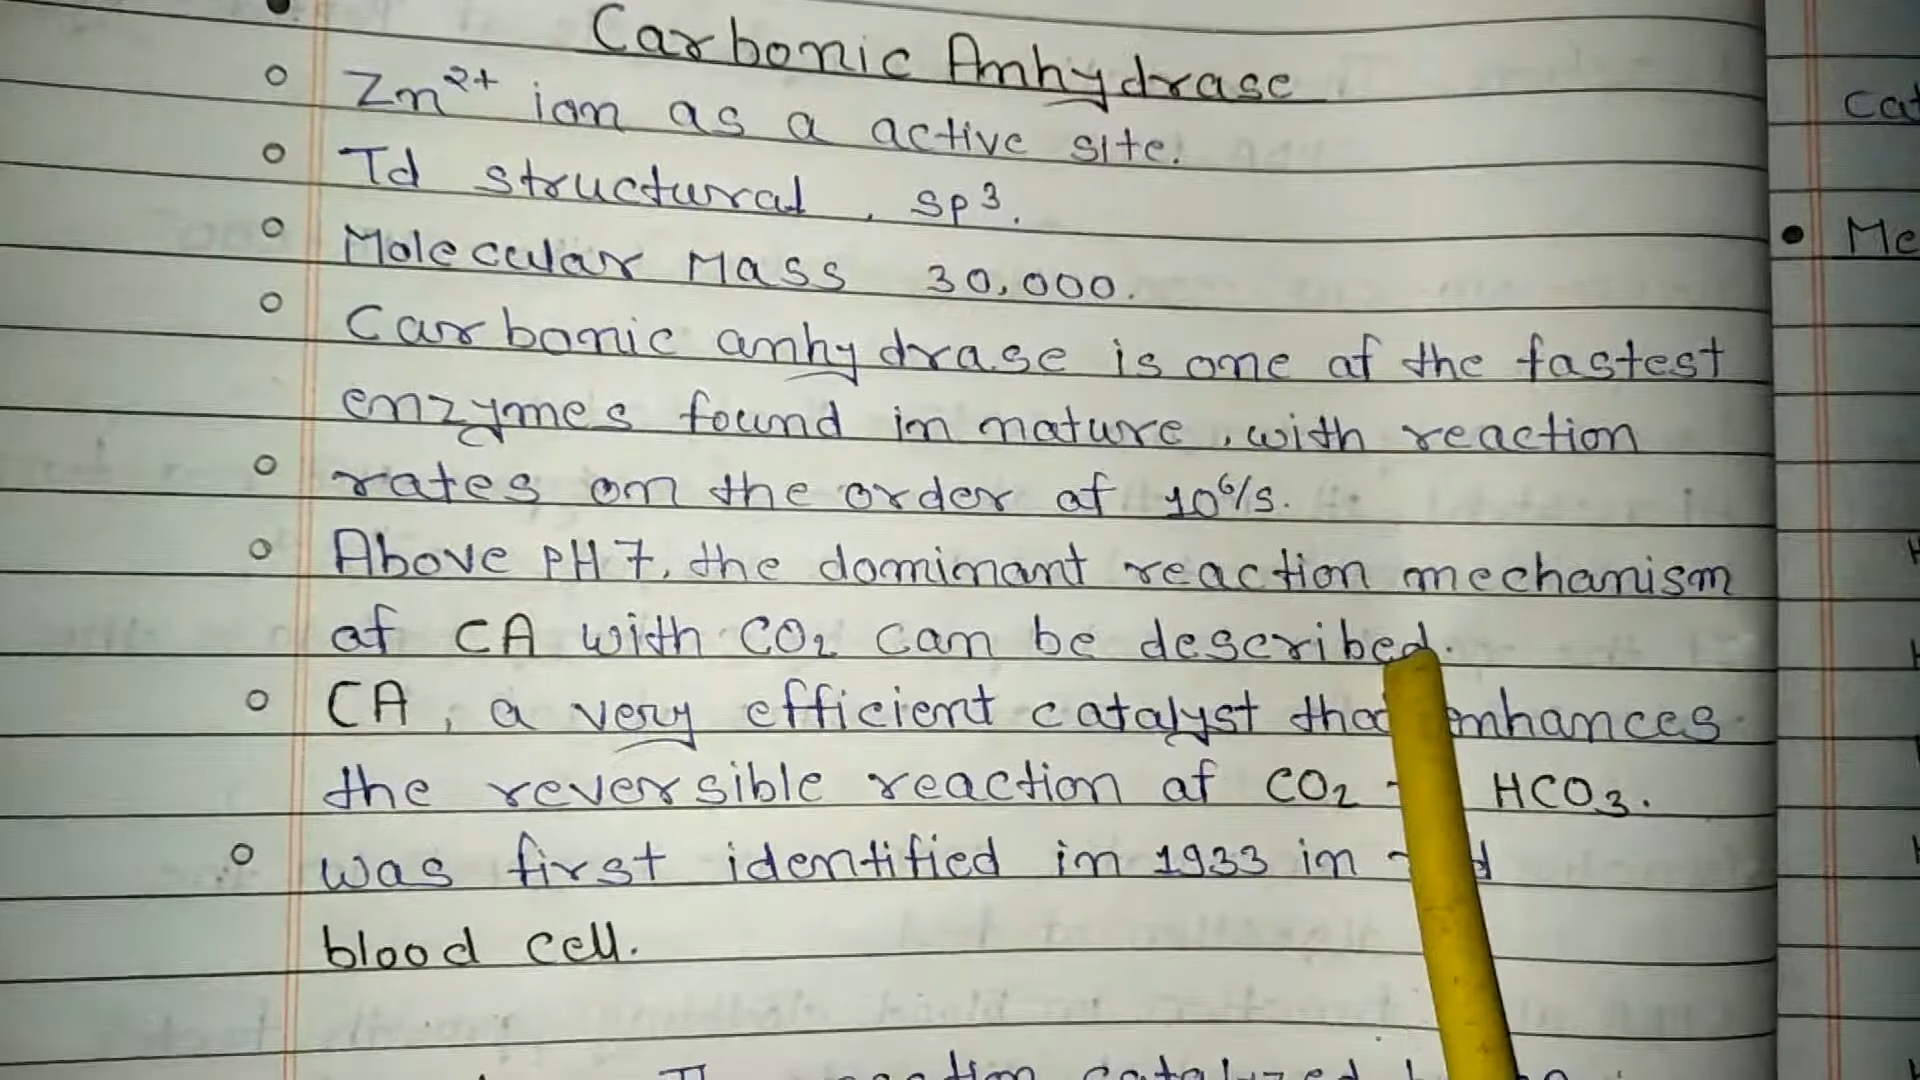 Carbonic Anhydrase
Zn2+ ion as a active site.
Td structural, sp3.
Molecular Mass 30,000.
Carbonic anhydrase is one of the fastest
enzymes found in nature, with reaction
rates on the order of 10^6/s.
Above PH 7, the dominant reaction mechanism
of CA with CO2 can be described.
CA, a very efficient catalyst enhances
the reversible reaction of CO2 HCO3.
was first identified in 1933 in
blood cell.